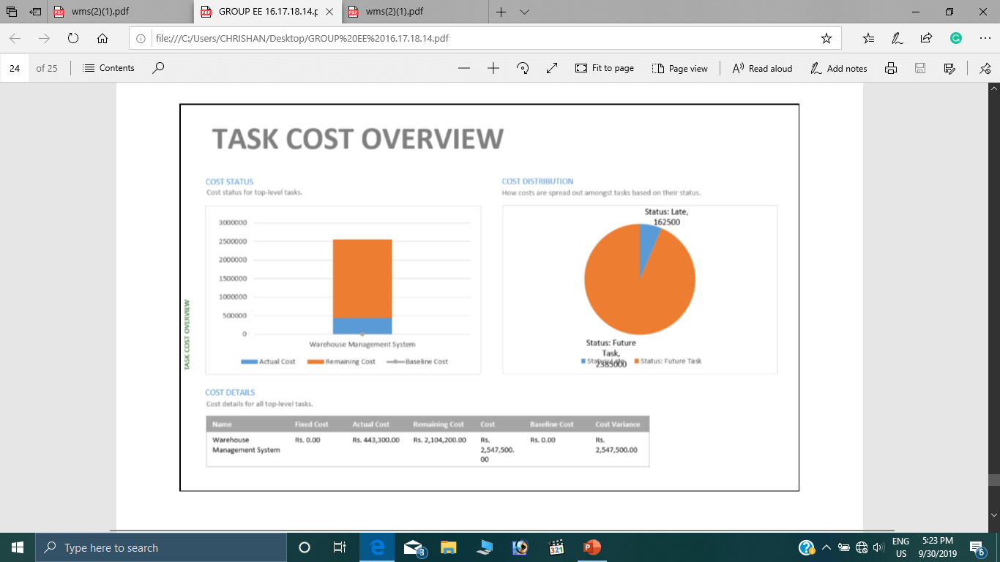 wms(2)(1).pdf
GROUP EE 16.17.18.14.p
wms(2)(1).pdf
file:///C:/Users/CHRISHAN/Desktop/GROUP%20EE%2016.17.18.14.pdf
24 of 25
Contents
Fit to page
Page view
Read aloud
Add notes
TASK COST OVERVIEW
COST STATUS
Cost status for top-level tasks.
3000000
2500000
2000000
1500000
1000000
500000
0
Warehouse Management System
Actual Cost Remaining Cost Baseline Cost
COST DISTRIBUTION
How costs are spread out amongst tasks based on their status.
Status: Late,
162500
Status: Future
Task,
2385000
Status: Late Status: Future Task
TASK COST OVERVIEW
COST DETAILS
Cost details for all top-level tasks.
Name Fixed Cost Actual Cost Remaining Cost Cost Baseline Cost Cost Variance
Warehouse Rs. 0.00 Rs. 443,300.00 Rs. 2,104,200.00 Rs. Rs. 0.00 Rs.
Management System 2,547,500. 2,547,500.00
00
Type here to search
3
321
ENG 5:23 PM
US 9/30/2019
6